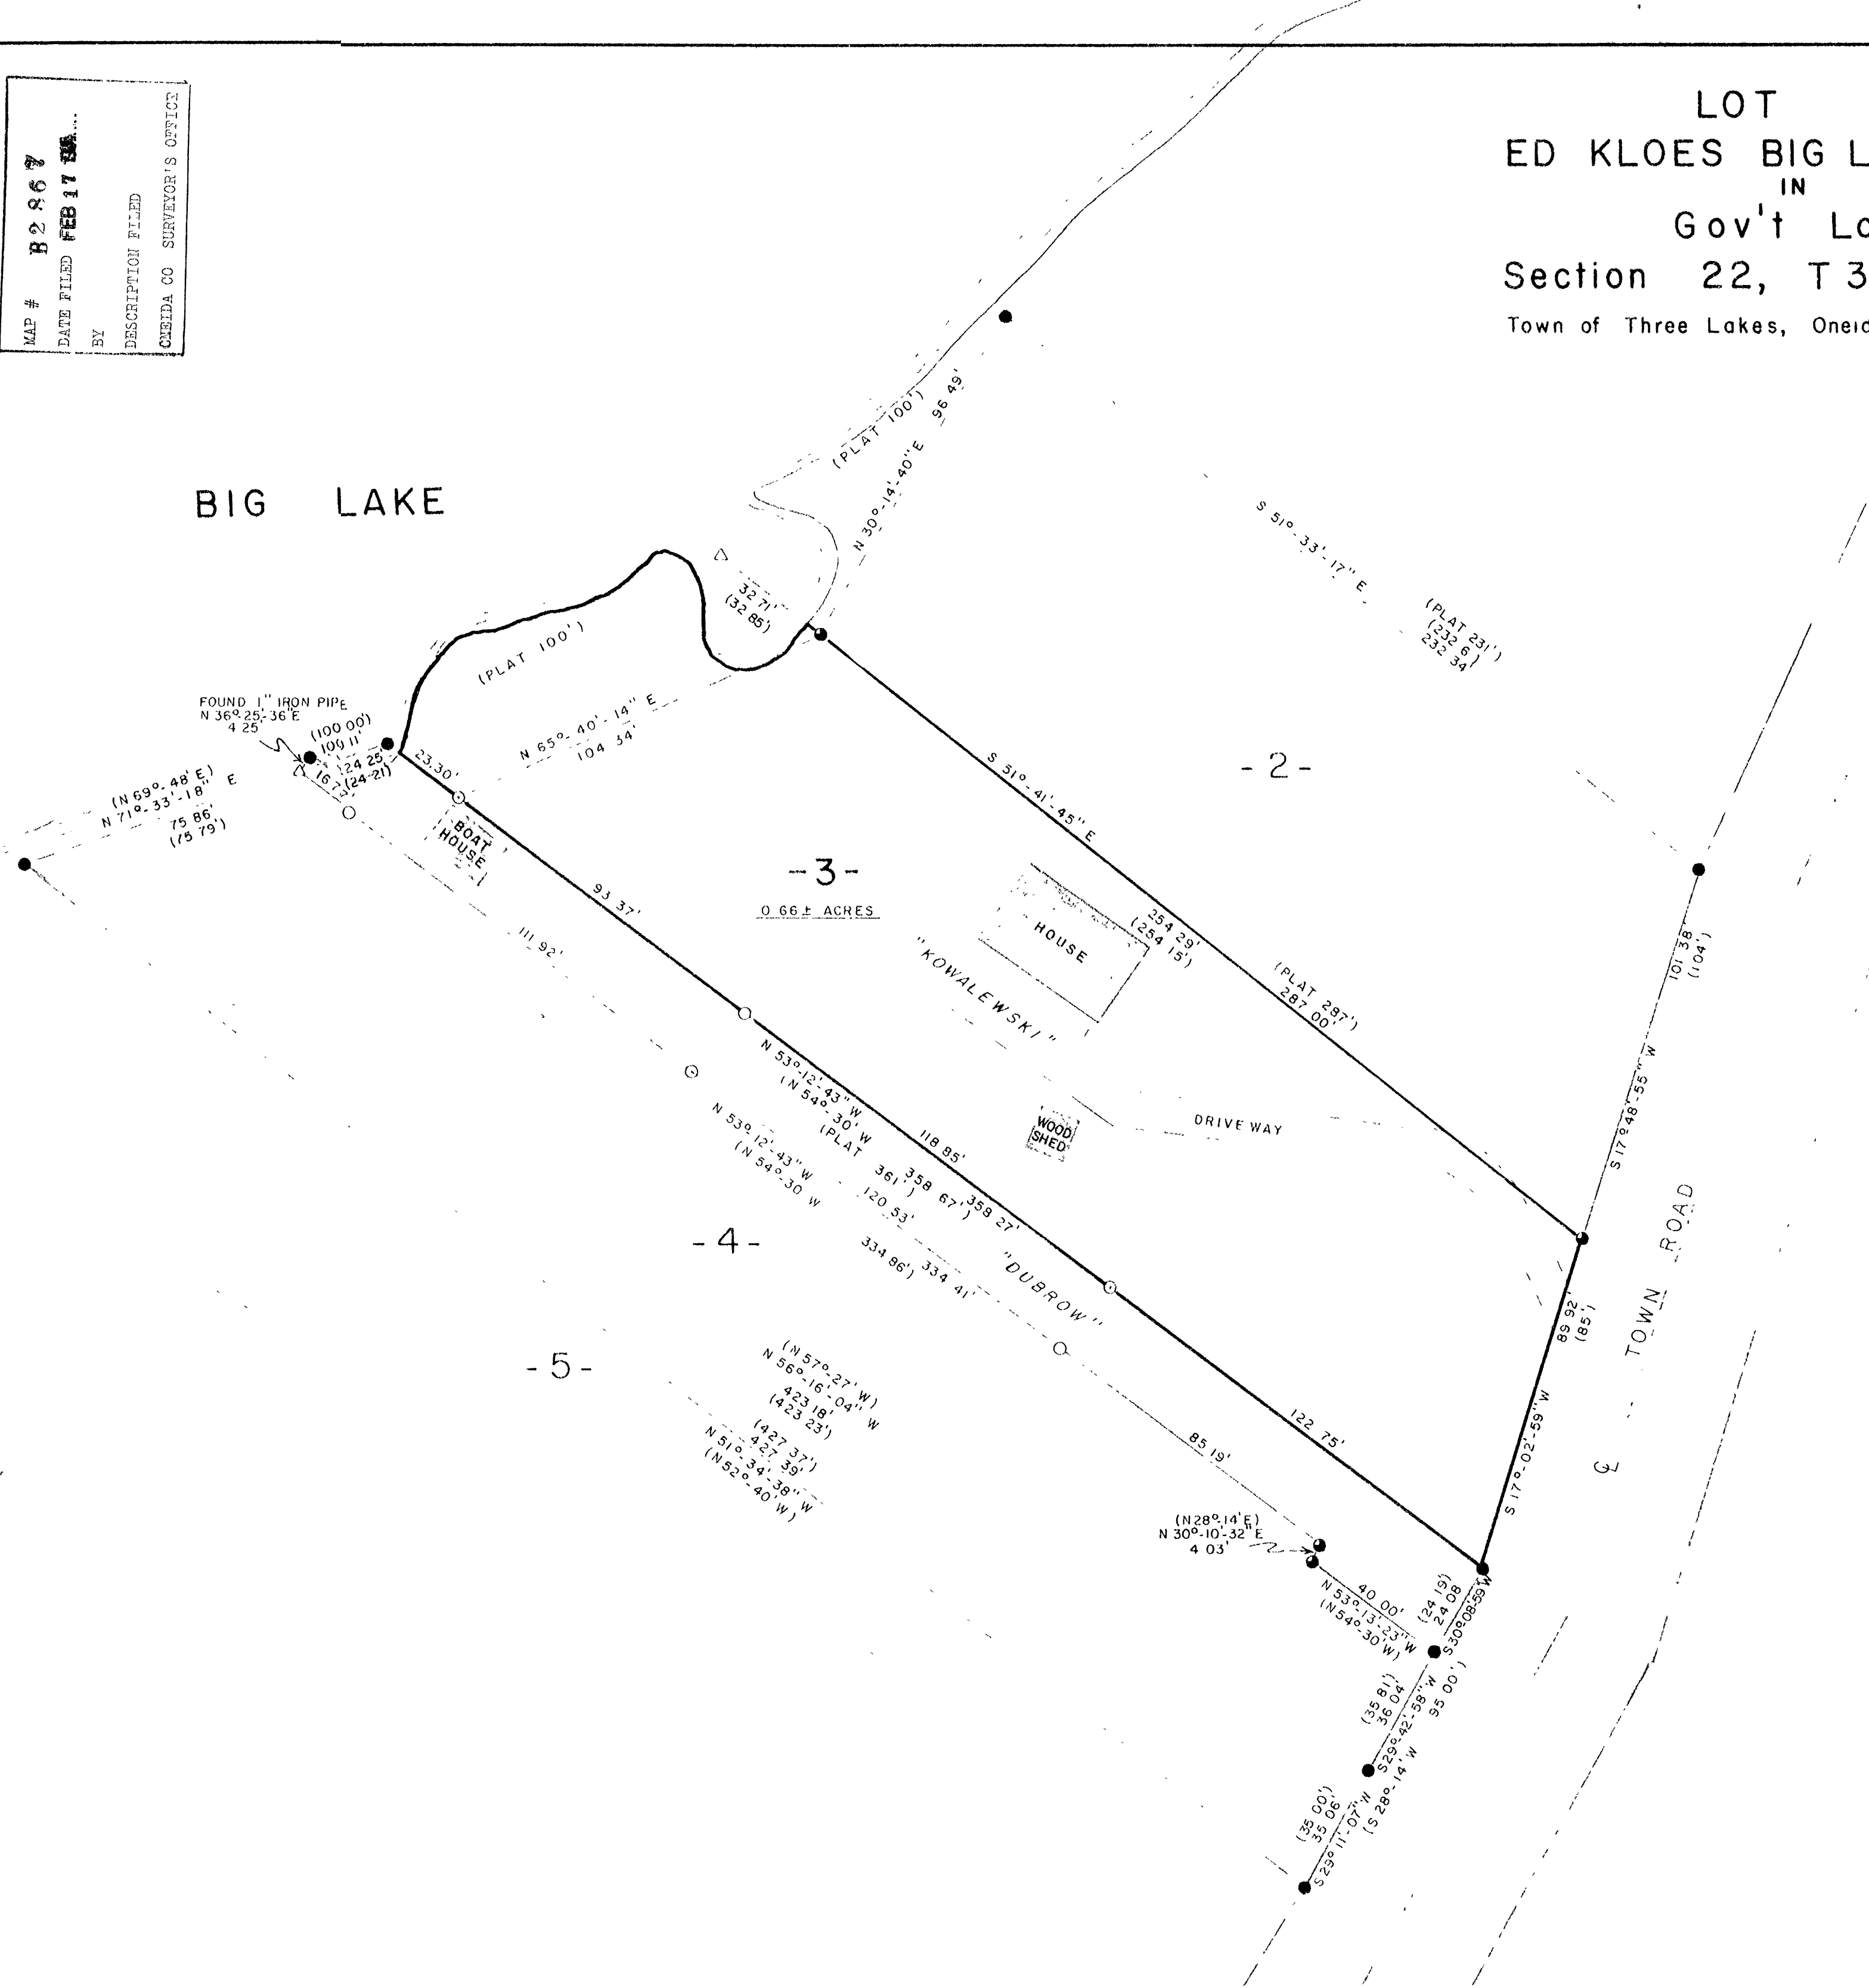 LOT
ED KLOES BIG L
IN
Gov't Lo
Section 22, T 3
Town of Three Lakes, Oneid
MAP # B2867
DATE FILED FEB 17
BY
DESCRIPTION FILED
ONEIDA CO SURVEYOR'S OFFICE
BIG LAKE
(PLAT 100')
N 30°-14'-40" E 96 49'
32 71'
(32 85')
(PLAT 100')
S 51°-33'-17" E
(PLAT 231')
(232 6')
232 34'
FOUND 1" IRON PIPE
N 36°-25'-36"E
4 25'
(100 00')
100 11'
24 25'
(24 21)
16 77'
23.30'
N 65°-40'-14" E
104 34'
(N 69°-48' E)
N 71°-33'-18" E
75 86'
(75 79')
BOAT
HOUSE
-2-
S 51°-41'-45" E
-3-
0 66± ACRES
254 29'
(254 15')
HOUSE
"KOWALEWSKI"
(PLAT 287')
287 00'
101 38
(104')
S 17°-48'-55" W
93 37'
111 92'
N 53°-12'-43" W
(N 54°-30' W
(PLAT 361')
358 67')
358 27'
118 85'
WOOD
SHED
DRIVEWAY
N 53°-12'-43" W
(N 54°-30 W
120 53'
334 86')
334 41'
"DUBROW"
-4-
TOWN ROAD
89 92'
(85')
S 17°-02'-59" W
-5-
(N 57°-27' W)
N 56°-16'-04" W
423 18'
(423 23')
(427 37')
427 39'
N 51°-34'-38" W
(N 52°-40' W)
122 75'
85 19'
(N 28°-14' E)
N 30°-10'-32" E
4 03'
40 00'
N 53°-13'-23" W
(N 54°-30' W)
(24 19)
24 08
S 30°-08'-59" W
(35 81')
36 04'
S 29°-42'-58" W
95 00')
(S 28°-14' W
(35 00')
35 06'
S 29°-11'-07" W